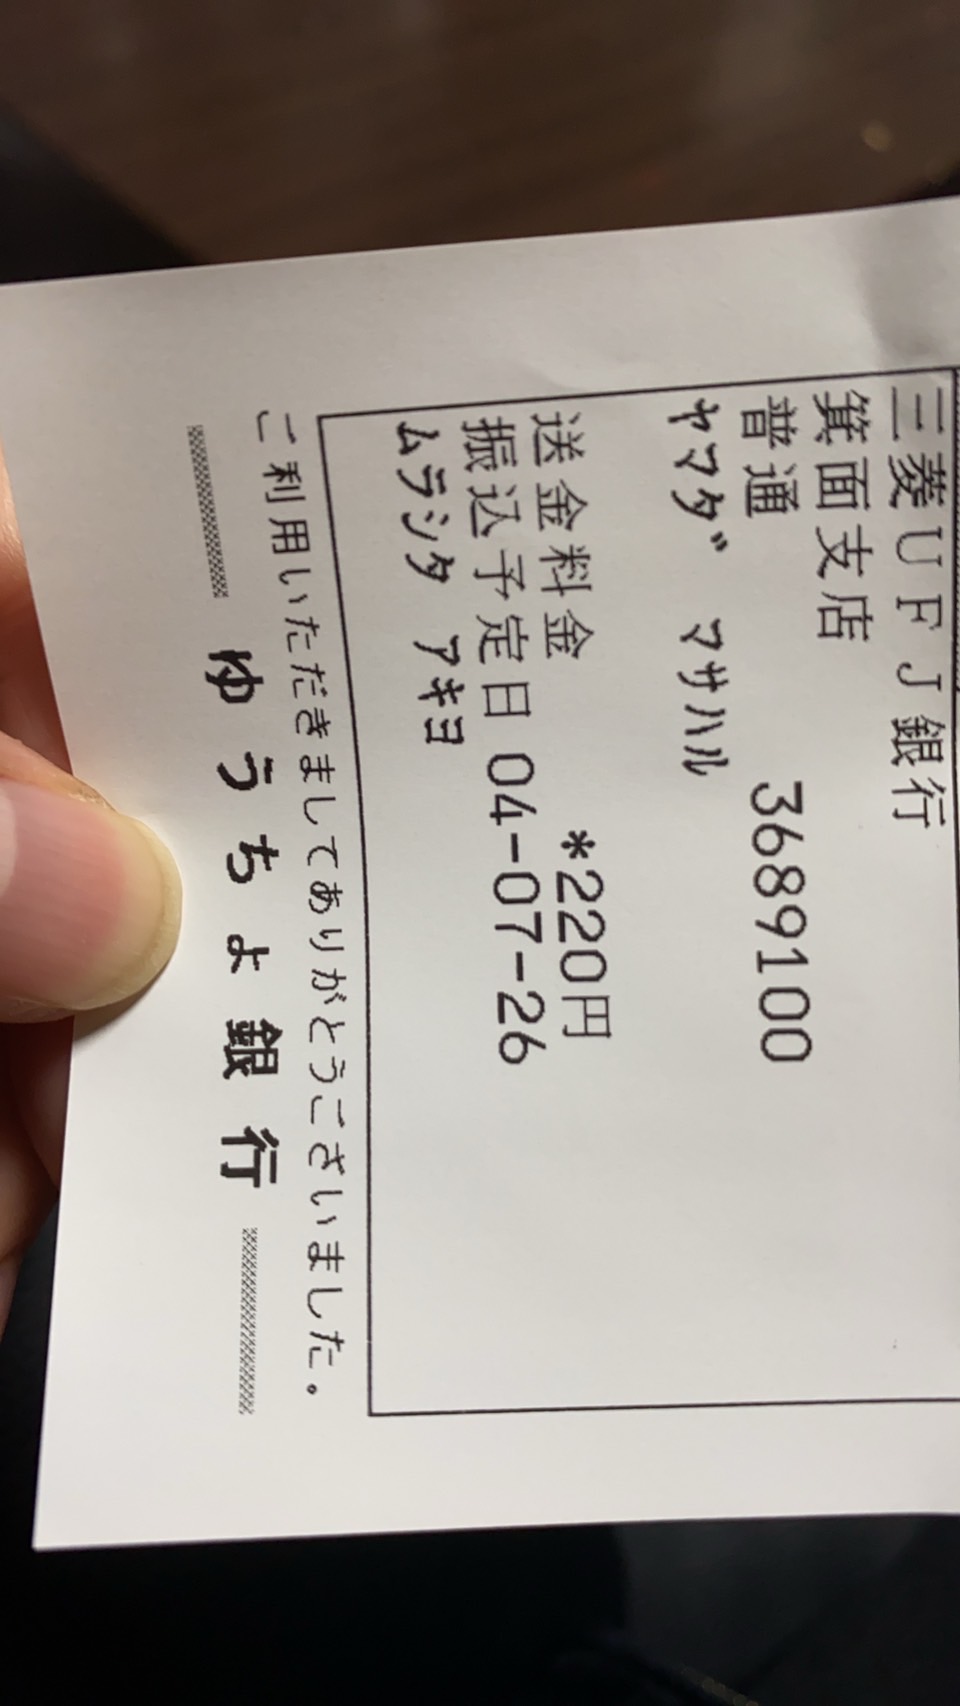 三菱UFJ銀行
箕面支店
普通 3689100
ヤマダ マサハル
送金料金 *220円
振込予定日 04-07-26
ムラシタ アキヨ
ご利用いただきましてありがとうございました。
ゆうちょ銀行